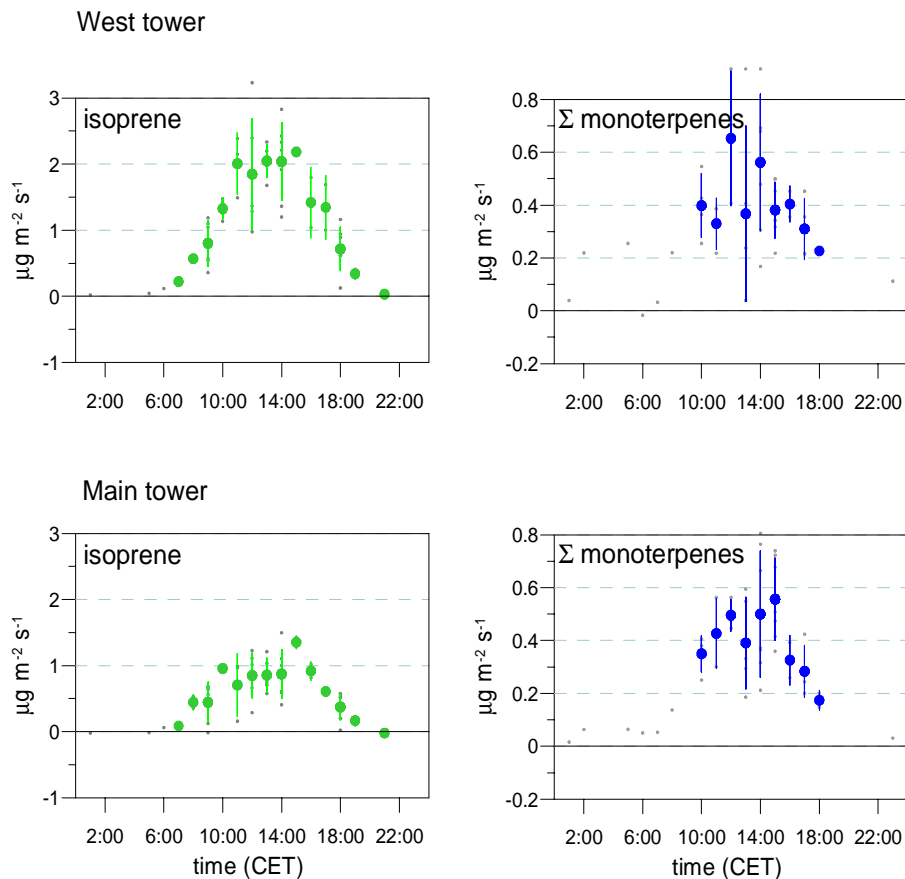 West tower
isoprene
Σ monoterpenes
µg m⁻² s⁻¹
3
2
1
0
-1
2:00 6:00 10:00 14:00 18:00 22:00
µg m⁻² s⁻¹
0.8
0.6
0.4
0.2
0
-0.2
2:00 6:00 10:00 14:00 18:00 22:00
Main tower
isoprene
Σ monoterpenes
µg m⁻² s⁻¹
3
2
1
0
-1
2:00 6:00 10:00 14:00 18:00 22:00
time (CET)
µg m⁻² s⁻¹
0.8
0.6
0.4
0.2
0
-0.2
2:00 6:00 10:00 14:00 18:00 22:00
time (CET)